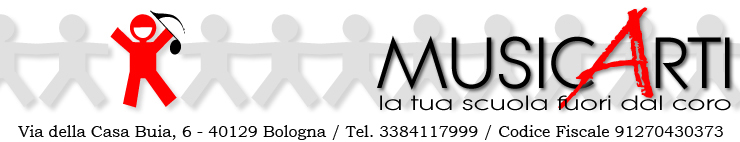 MUSICARTI
la tua scuola fuori dal coro
Via della Casa Buia, 6 - 40129 Bologna / Tel. 3384117999 / Codice Fiscale 91270430373